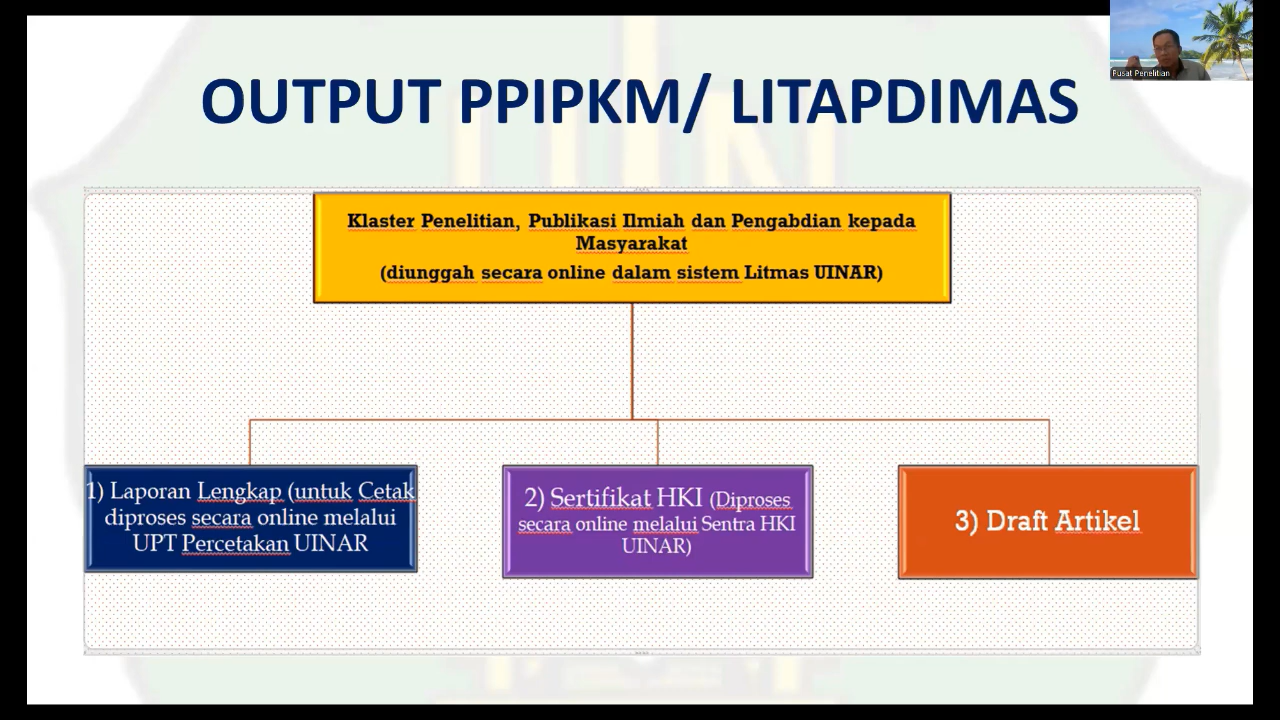 Pusat Penelitian
OUTPUT PPIPKM/ LITAPDIMAS
Klaster Penelitian, Publikasi Ilmiah dan Pengabdian kepada
Masyarakat
(diunggah secara online dalam sistem Litmas UINAR)
1) Laporan Lengkap (untuk Cetak
diproses secara online melalui
UPT Percetakan UINAR
2) Sertifikat HKI (Diproses
secara online melalui Sentra HKI
UINAR)
3) Draft Artikel